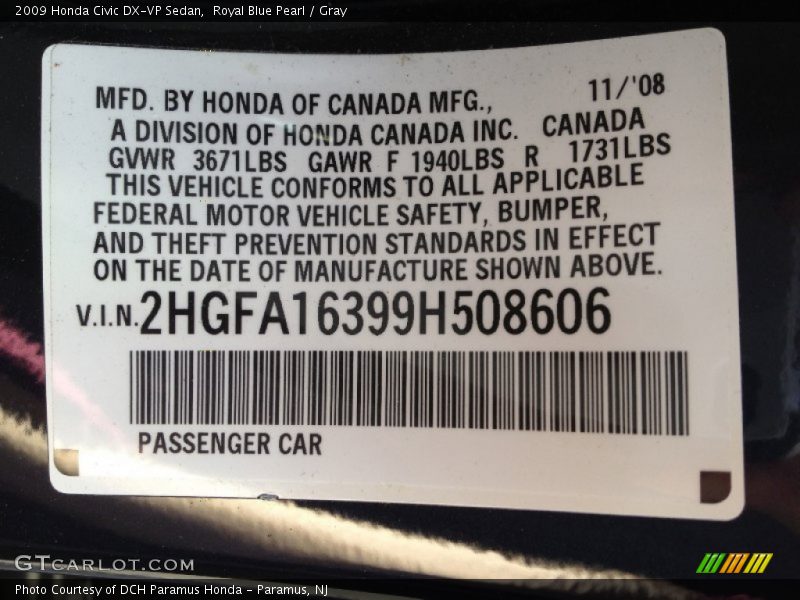 2009 Honda Civic DX-VP Sedan,  Royal Blue Pearl / Gray
MFD. BY HONDA OF CANADA MFG., 11/'08
A DIVISION OF HONDA CANADA INC. CANADA
GVWR 3671LBS GAWR F 1940LBS R 1731LBS
THIS VEHICLE CONFORMS TO ALL APPLICABLE
FEDERAL MOTOR VEHICLE SAFETY, BUMPER,
AND THEFT PREVENTION STANDARDS IN EFFECT
ON THE DATE OF MANUFACTURE SHOWN ABOVE.
V.I.N. 2HGFA16399H508606
PASSENGER CAR
GTCARLOT.COM
Photo Courtesy of DCH Paramus Honda - Paramus, NJ